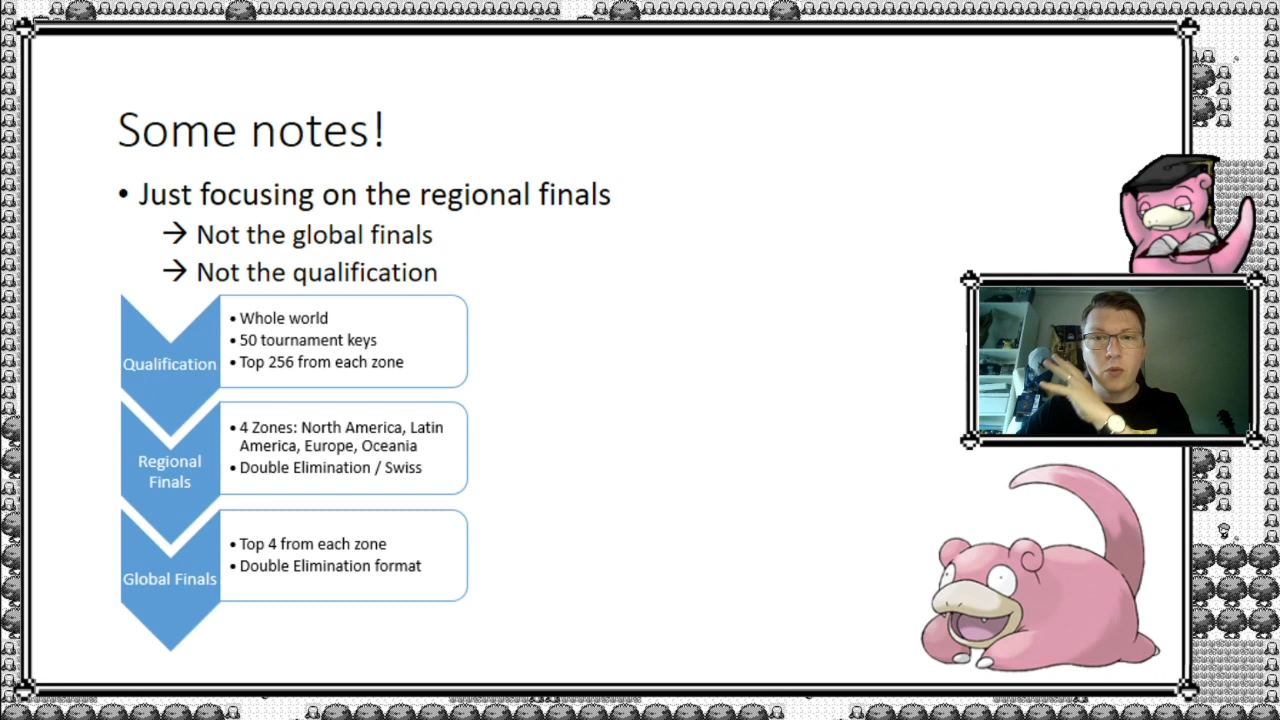 Some notes!
• Just focusing on the regional finals
→ Not the global finals
→ Not the qualification
Qualification
• Whole world
• 50 tournament keys
• Top 256 from each zone
Regional
Finals
• 4 Zones: North America, Latin
America, Europe, Oceania
• Double Elimination / Swiss
Global Finals
• Top 4 from each zone
• Double Elimination format